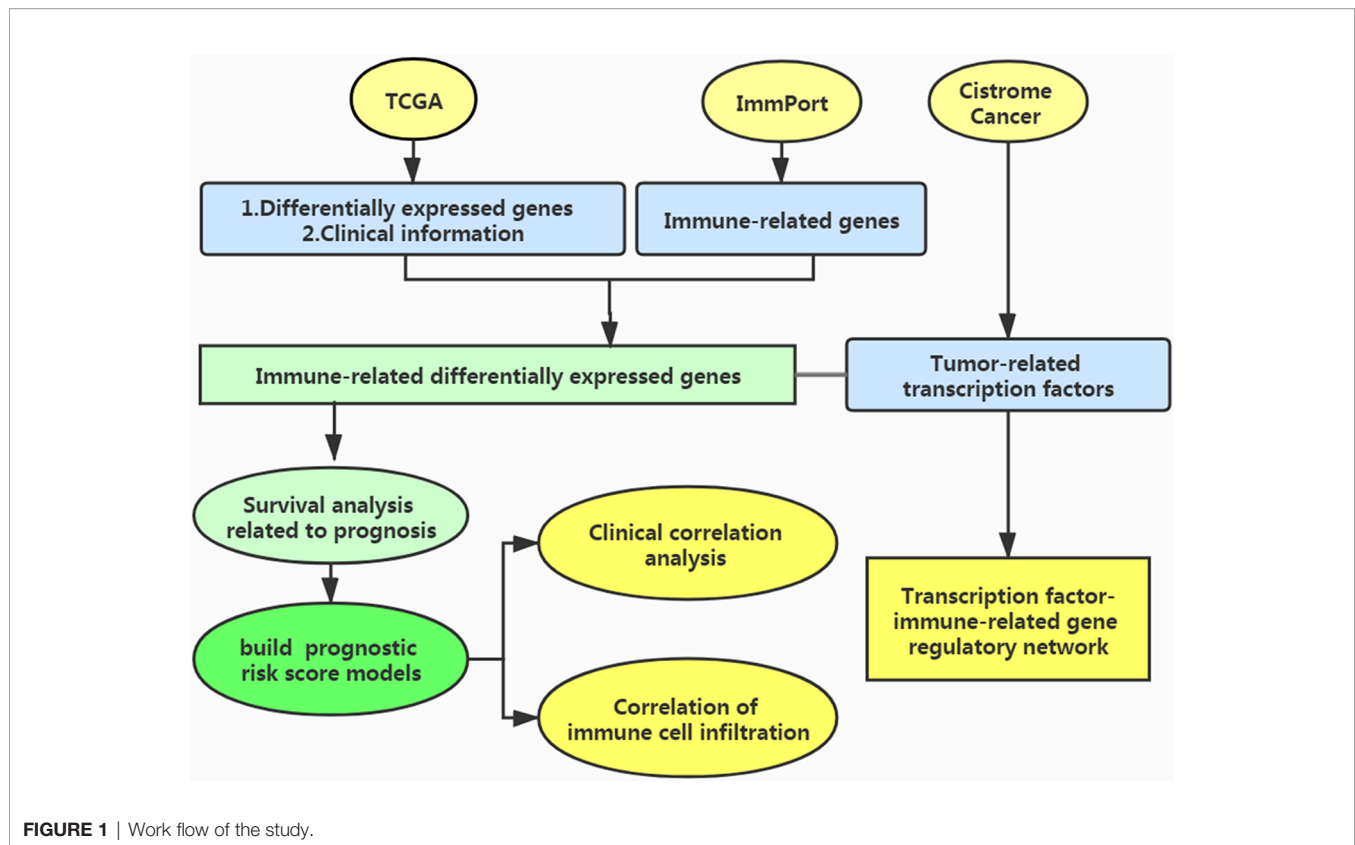 TCGA
ImmPort
Cistrome
Cancer
1.Differentially expressed genes
2.Clinical information
Immune-related genes
Immune-related differentially expressed genes
Tumor-related
transcription factors
Survival analysis
related to prognosis
Clinical correlation
analysis
Transcription factor-
immune-related gene
regulatory network
build  prognostic
risk score models
Correlation of
immune cell infiltration
FIGURE 1 | Work flow of the study.